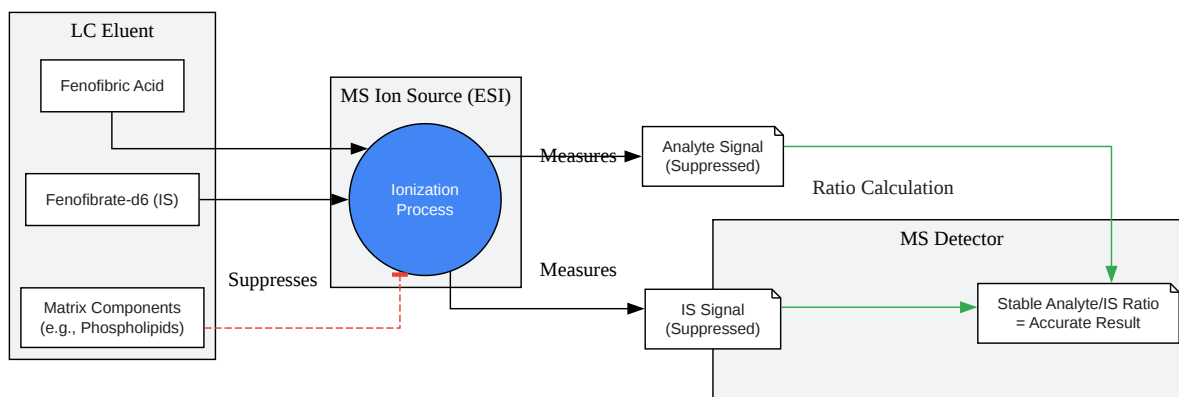 LC Eluent
Fenofibric Acid
Fenofibrate-d6 (IS)
Matrix Components
(e.g., Phospholipids)
Suppresses
MS Ion Source (ESI)
Ionization
Process
Measures
Measures
Analyte Signal
(Suppressed)
Ratio Calculation
MS Detector
IS Signal
(Suppressed)
Stable Analyte/IS Ratio
= Accurate Result